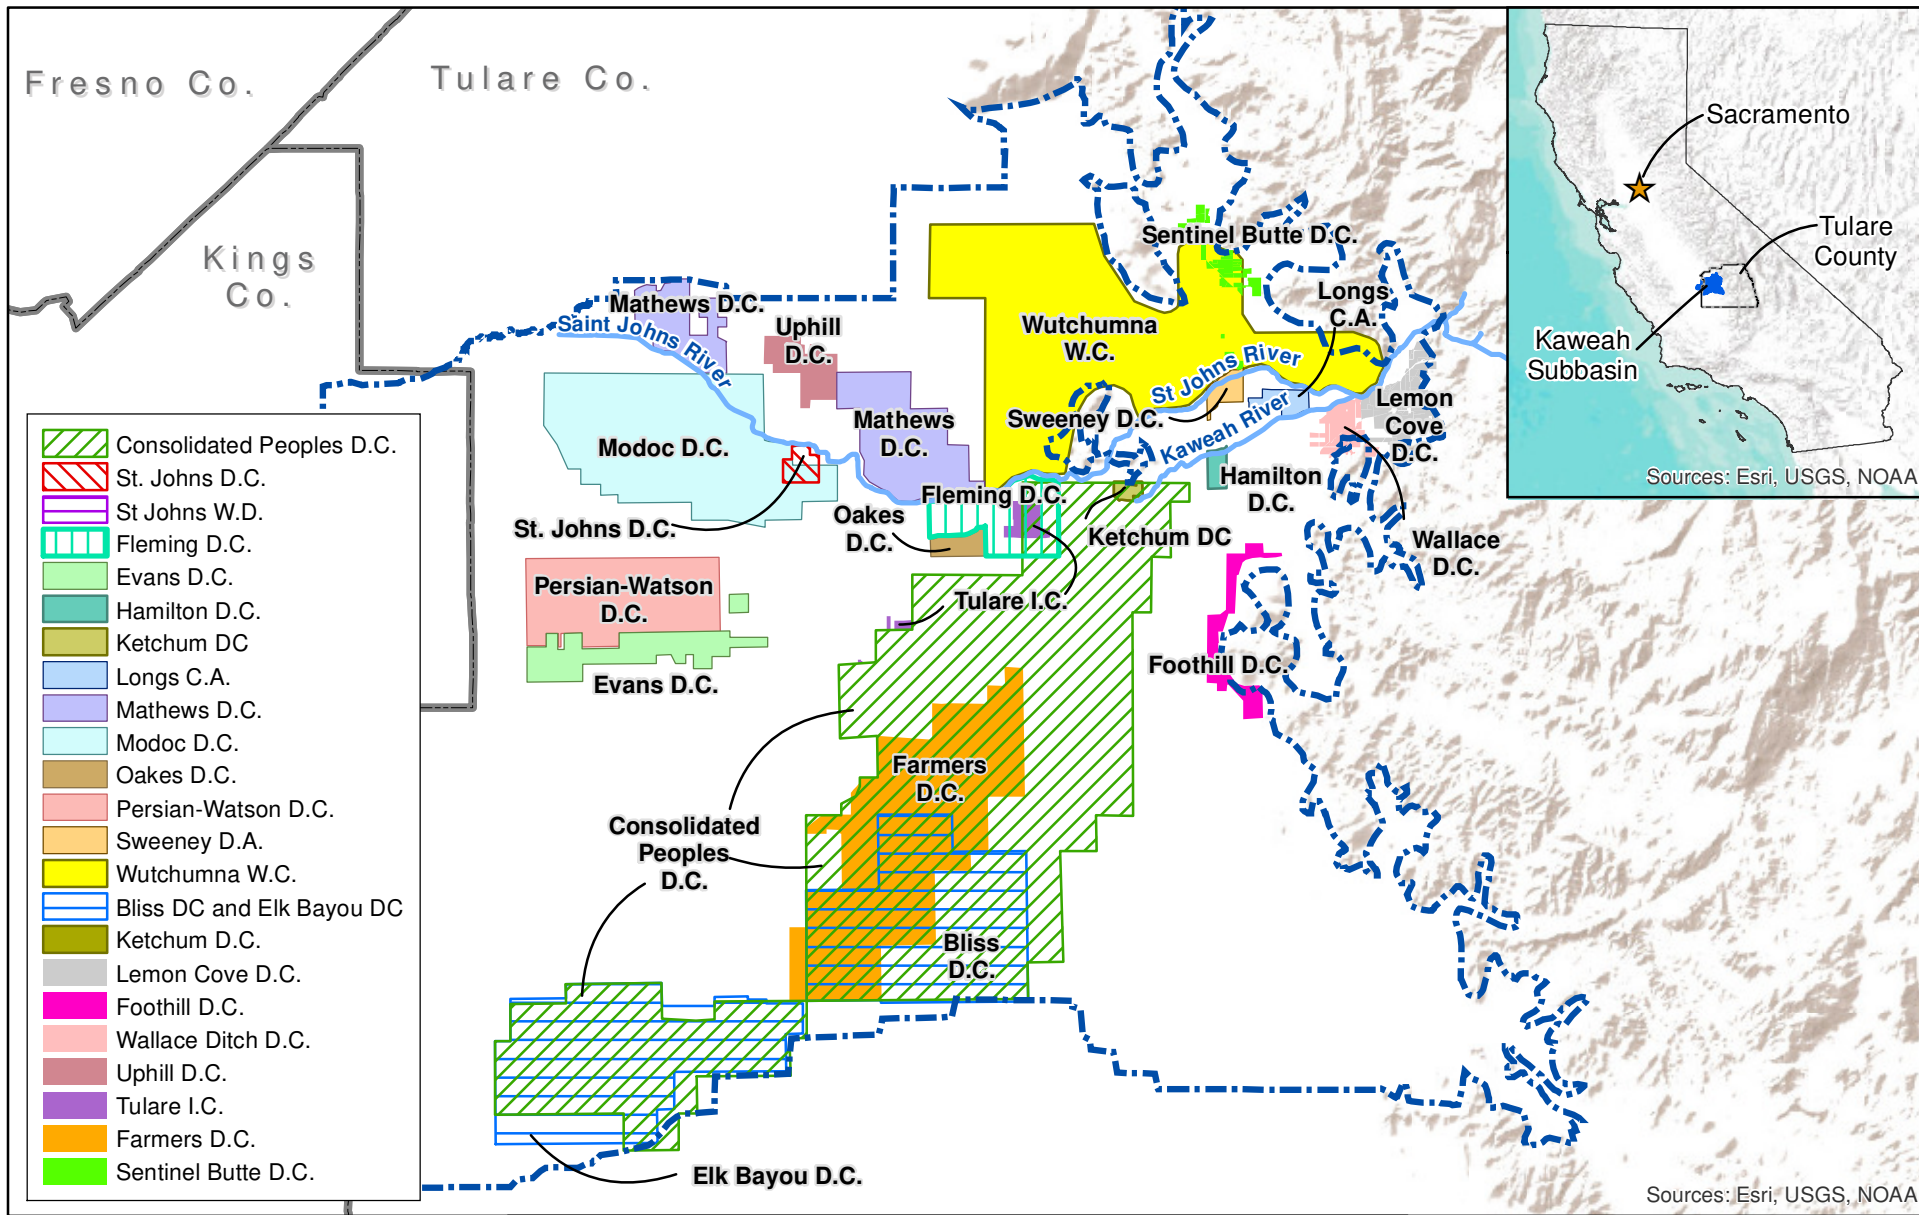 Fresno Co.
Tulare Co.
Kings
Co.
Sacramento
Tulare
County
Kaweah
Subbasin
Sources: Esri, USGS, NOAA
Sentinel Butte D.C.
Longs
C.A.
Mathews D.C.
Saint Johns River
Uphill
D.C.
Wutchumna
W.C.
St Johns River
Sweeney D.C.
Kaweah River
Lemon
Cove
D.C.
Mathews
D.C.
Modoc D.C.
Hamilton
D.C.
Fleming D.C.
St. Johns D.C.
Oakes
D.C.
Ketchum DC
Wallace
D.C.
Persian-Watson
D.C.
Tulare I.C.
Evans D.C.
Foothill D.C.
Farmers
D.C.
Consolidated
Peoples
D.C.
Bliss
D.C.
Elk Bayou D.C.
Consolidated Peoples D.C.
St. Johns D.C.
St Johns W.D.
Fleming D.C.
Evans D.C.
Hamilton D.C.
Ketchum DC
Longs C.A.
Mathews D.C.
Modoc D.C.
Oakes D.C.
Persian-Watson D.C.
Sweeney D.A.
Wutchumna W.C.
Bliss DC and Elk Bayou DC
Ketchum D.C.
Lemon Cove D.C.
Foothill D.C.
Wallace Ditch D.C.
Uphill D.C.
Tulare I.C.
Farmers D.C.
Sentinel Butte D.C.
Sources: Esri, USGS, NOAA